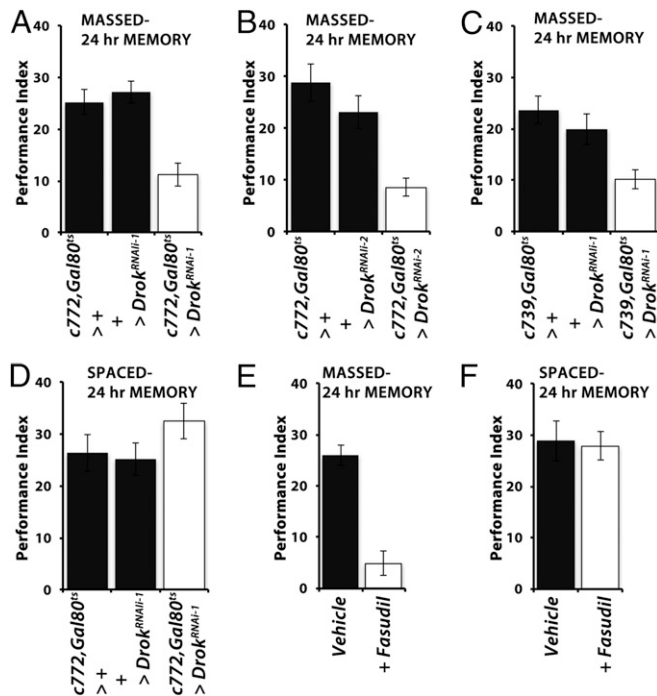 A
MASSED-
24 hr MEMORY
Performance Index
40
30
20
10
0
c772,Gal80ts
> +
+
> DrokRNAIi-1
c772,Gal80ts
> DrokRNAi-1
B
MASSED-
24 hr MEMORY
Performance Index
40
30
20
10
0
c772,Gal80ts
> +
+
> DrokRNAIi-2
c772,Gal80ts
> DrokRNAi-2
C
MASSED-
24 hr MEMORY
Performance Index
40
30
20
10
0
c739,Gal80ts
> +
+
> DrokRNAIi-1
c739,Gal80ts
> DrokRNAi-1
D
SPACED-
24 hr MEMORY
Performance Index
40
30
20
10
0
c772,Gal80ts
> +
+
> DrokRNAIi-1
c772,Gal80ts
> DrokRNAi-1
E
MASSED-
24 hr MEMORY
Performance Index
40
30
20
10
0
Vehicle
+ Fasudil
F
SPACED-
24 hr MEMORY
Performance Index
40
30
20
10
0
Vehicle
+ Fasudil